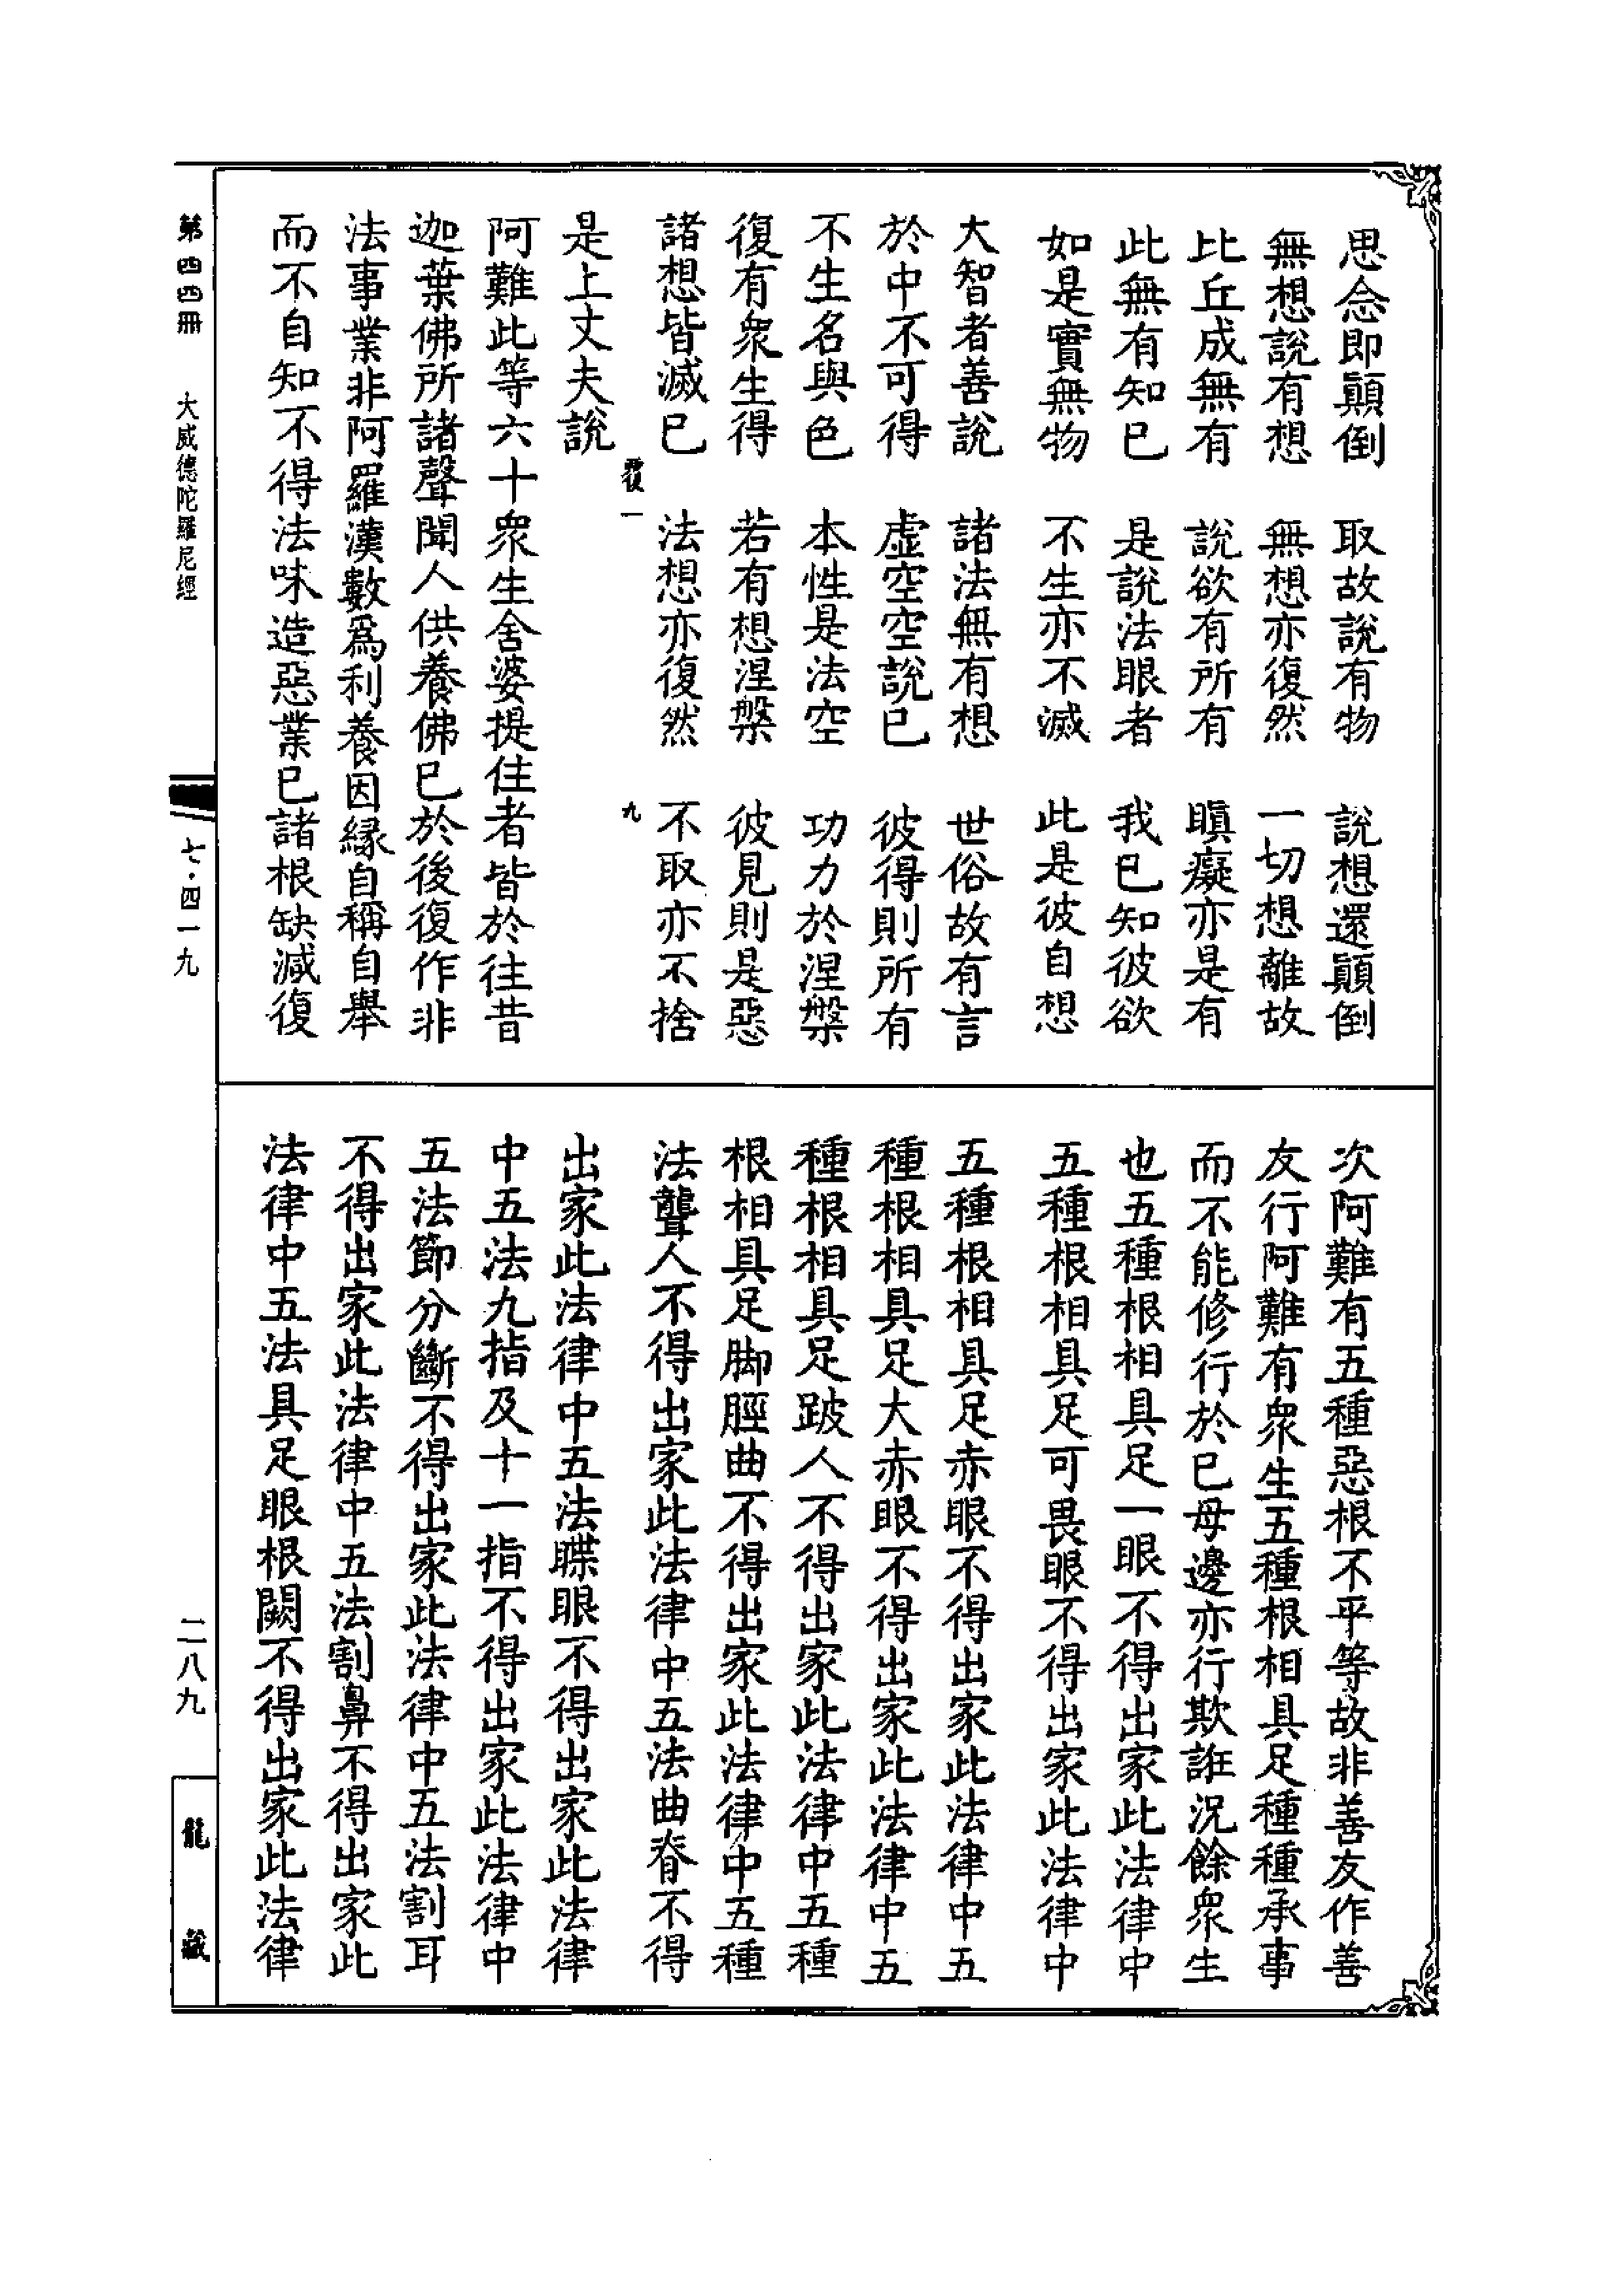 思念即顛倒　取故說有物　說想還顛倒
無想說有想　無想亦復然　一切想離故
比丘成無有　說欲有所有　瞋癡亦是有
此無有知已　是說法眼者　我已知彼欲
如是實無物　不生亦不滅　此是彼自想
大智者善說　諸法無有想　世俗故有言
於中不可得　虛空空說已　彼得則所有
不生名與色　本性是法空　功力於涅槃
復有衆生得　若有想涅槃　彼見則是惡
諸想皆滅已　法想亦復然　不取亦不捨
覆一　九
是上丈夫說
阿難此等六十衆生舍婆提住者皆於往昔
迦葉佛所諸聲聞人供養佛已於後復作非
法事業非阿羅漢數爲利養因緣自稱自舉
而不自知不得法味造惡業已諸根缺減復
次阿難有五種惡根不平等故非善友作善
友行阿難有衆生五種根相具足種種承事
而不能修行於已母邊亦行欺誑況餘衆生
也五種根相具足一眼不得出家此法律中
五種根相具足可畏眼不得出家此法律中
五種根相具足赤眼不得出家此法律中五
種根相具足大赤眼不得出家此法律中五
種根相具足跛人不得出家此法律中五種
根相具足脚脛曲不得出家此法律中五種
法聾人不得出家此法律中五法曲脊不得
出家此法律中五法睫眼不得出家此法律
中五法九指及十一指不得出家此法律中
五法節分斷不得出家此法律中五法割耳
不得出家此法律中五法割鼻不得出家此
法律中五法具足眼根闕不得出家此法律
第四四冊　大威德陀羅尼經　七·四一九　二八九　龍藏